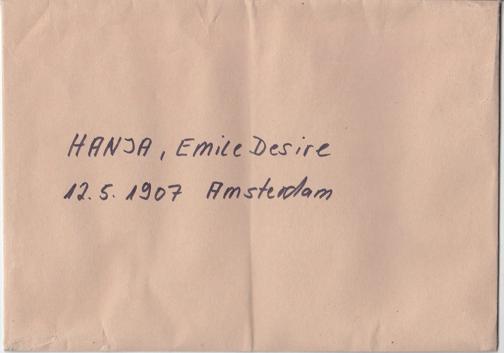 HANJA, Emile Desire
12.5.1907 Amsterdam